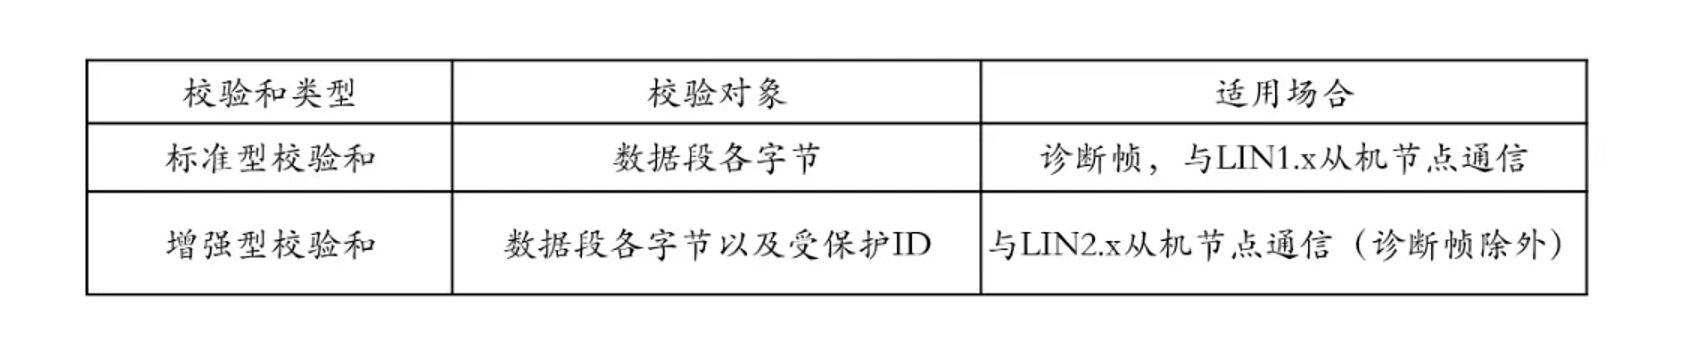 校验和类型 校验对象 适用场合
标准型校验和 数据段各字节 诊断帧，与LIN1.x从机节点通信
增强型校验和 数据段各字节以及受保护ID 与LIN2.x从机节点通信（诊断帧除外）